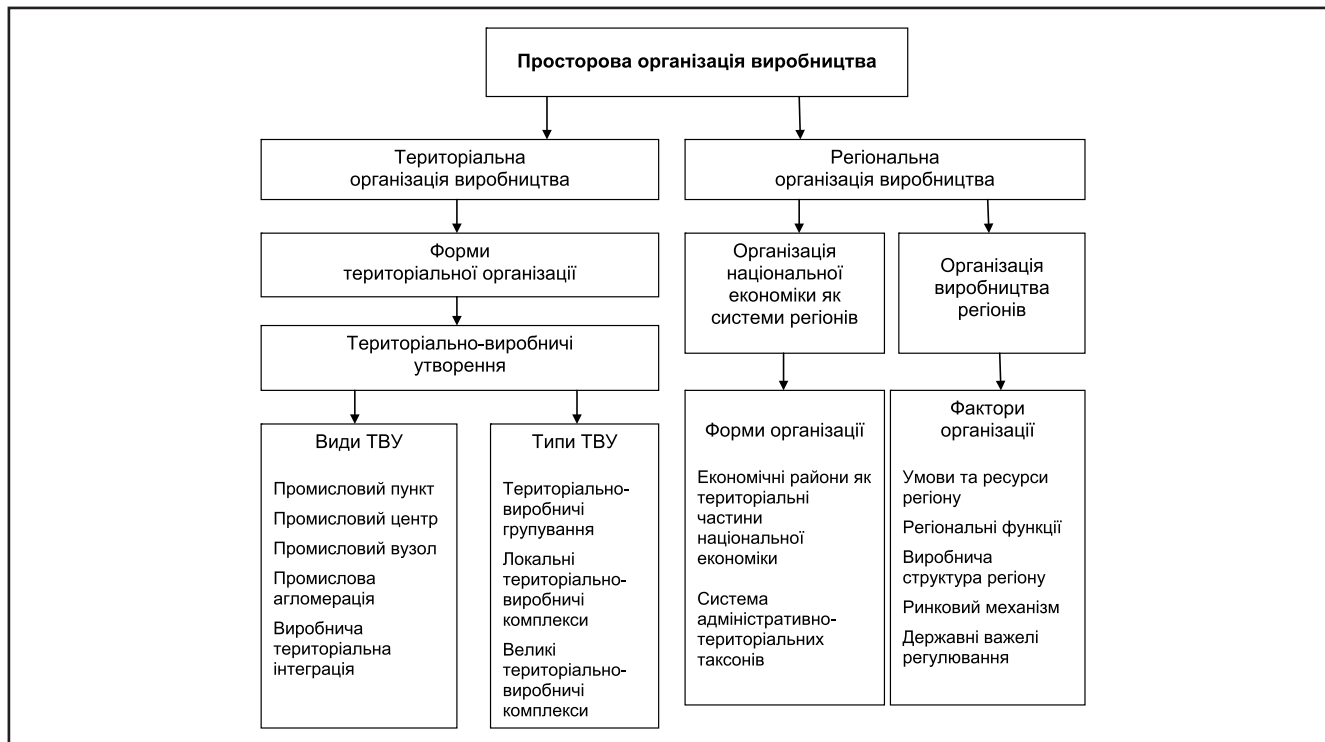 Просторова організація виробництва
Територіальна
організація виробництва
Регіональна
організація виробництва
Форми
територіальної організації
Організація
національної
економіки як
системи регіонів
Організація
виробництва
регіонів
Територіально-виробничі
утворення
Види ТВУ
Промисловий пункт
Промисловий центр
Промисловий вузол
Промислова
агломерація
Виробнича
територіальна
інтеграція
Типи ТВУ
Територіально-
виробничі
групування
Локальні
територіально-
виробничі
комплекси
Великі
територіально-
виробничі
комплекси
Форми організації
Економічні райони як
територіальні
частини
національної
економіки
Система
адміністративно-
територіальних
таксонів
Фактори
організації
Умови та ресурси
регіону
Регіональні функції
Виробнича
структура регіону
Ринковий механізм
Державні важелі
регулювання